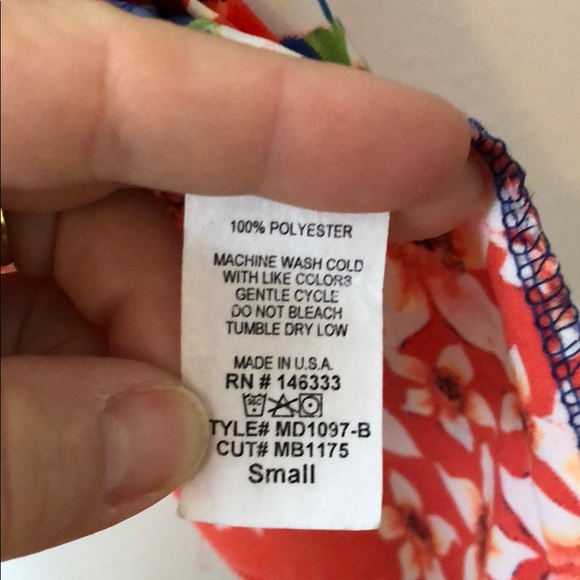 100% POLYESTER
MACHINE WASH COLD
WITH LIKE COLORS
GENTLE CYCLE
DO NOT BLEACH
TUMBLE DRY LOW
MADE IN U.S.A.
RN # 146333
TYLE# MD1097-B
CUT# MB1175
Small